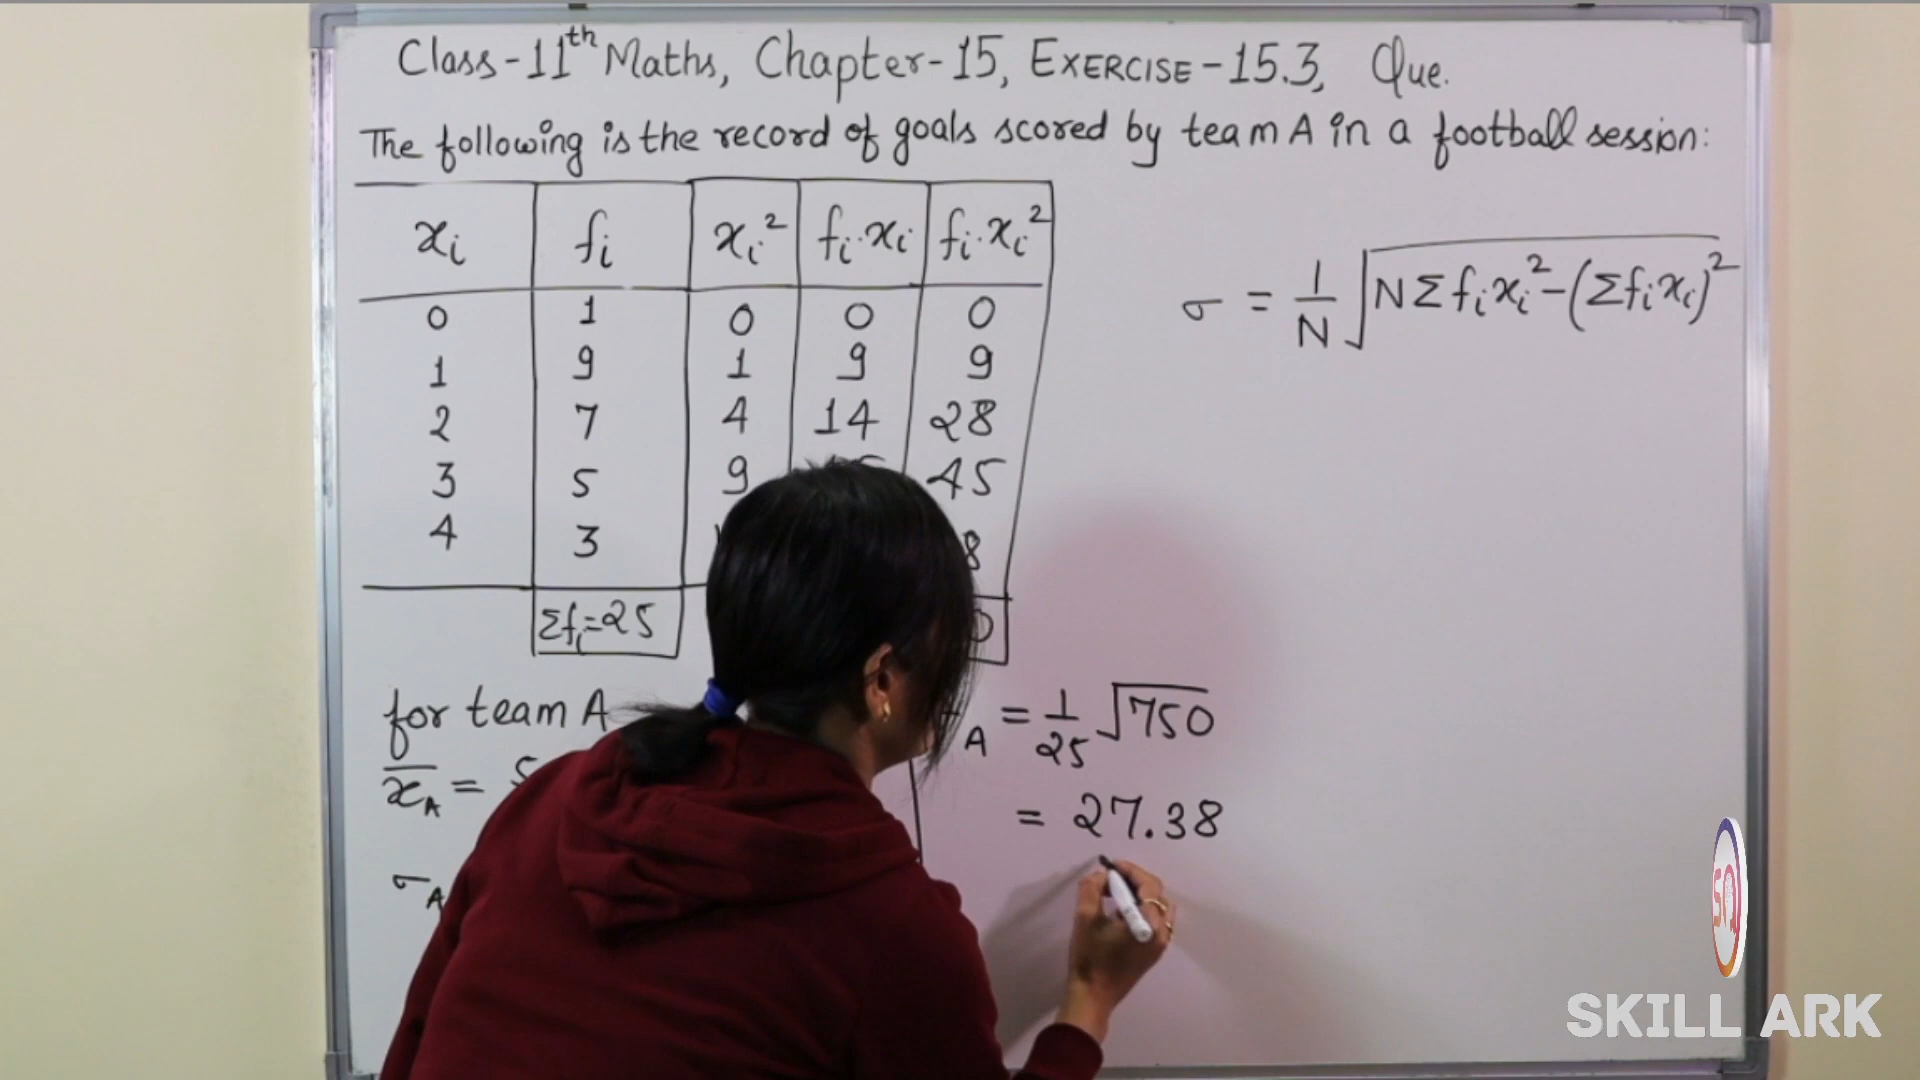 Class-11th Maths, Chapter-15, EXERCISE-15.3, Que.
The following is the record of goals scored by team A in a football session:
xi fi xi² fi·xi fi·xi²
0 1 0 0 0
1 9 1 9 9
2 7 4 14 28
3 5 9 45
4 3 8
Σfi=25 0
σ = 1/N √NΣfixi²-(Σfixi)²
for team A
x̄A =
σA
A = 1/25 √750
= 27.38
SKILL ARK